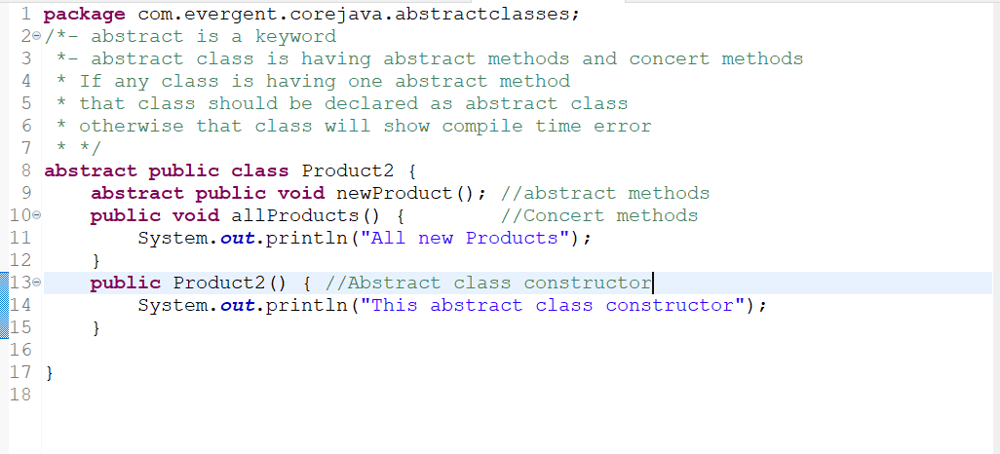 1 package com.evergent.corejava.abstractclasses;
2 /*- abstract is a keyword
3  *- abstract class is having abstract methods and concert methods
4  * If any class is having one abstract method
5  * that class should be declared as abstract class
6  * otherwise that class will show compile time error
7  * */
8 abstract public class Product2 {
9     abstract public void newProduct(); //abstract methods
10     public void allProducts() {        //Concert methods
11         System.out.println("All new Products");
12     }
13     public Product2() { //Abstract class constructor
14         System.out.println("This abstract class constructor");
15     }
16
17 }
18